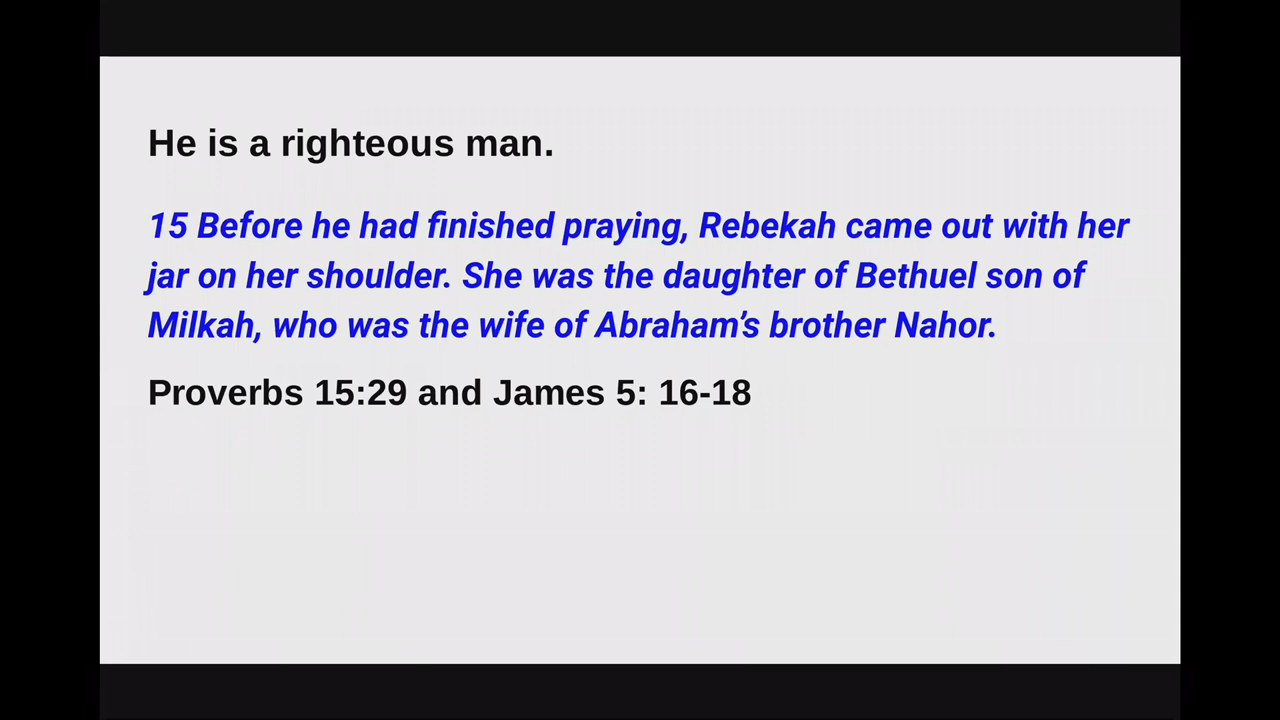 He is a righteous man.
15 Before he had finished praying, Rebekah came out with her
jar on her shoulder. She was the daughter of Bethuel son of
Milkah, who was the wife of Abraham’s brother Nahor.
Proverbs 15:29 and James 5: 16-18